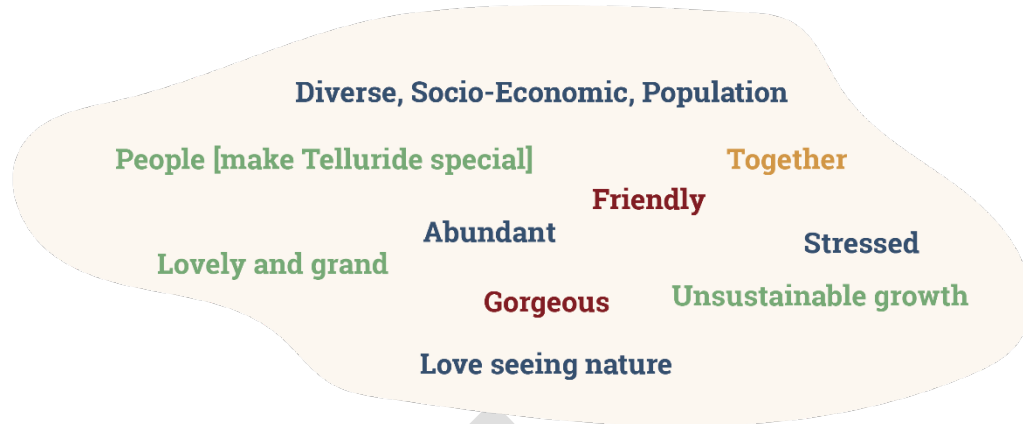 Diverse, Socio-Economic, Population
People [make Telluride special]
Together
Friendly
Abundant
Stressed
Lovely and grand
Unsustainable growth
Gorgeous
Love seeing nature